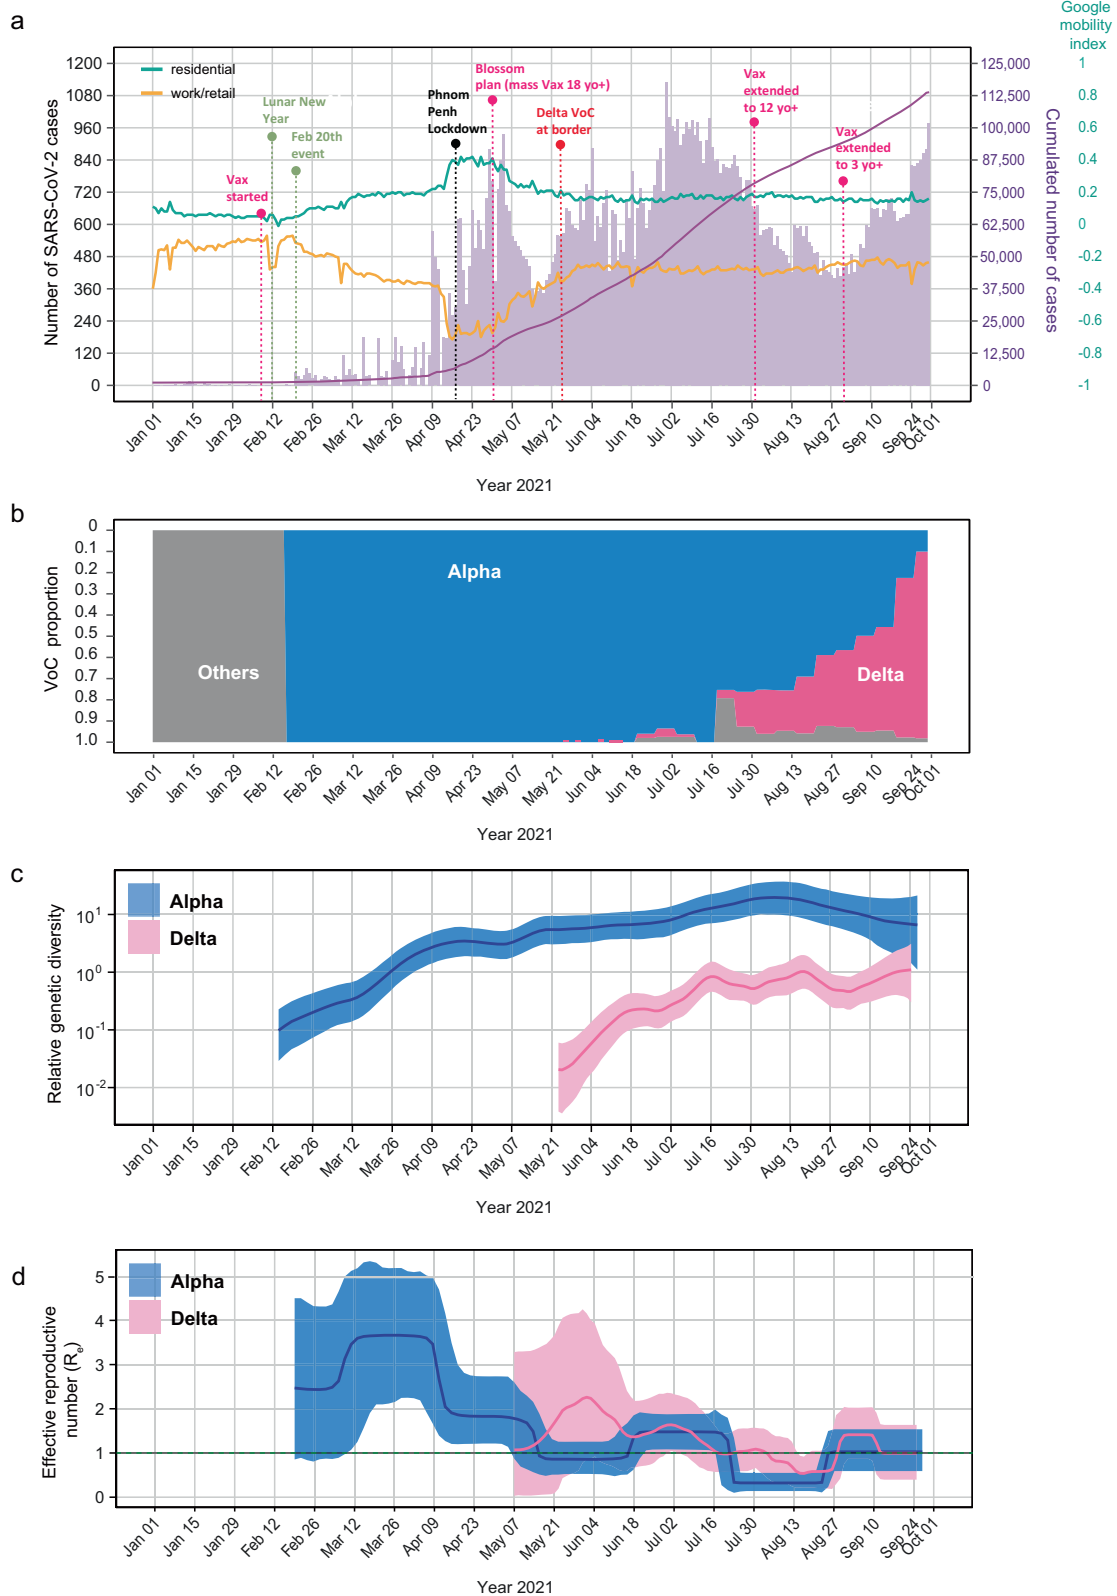 a
Google
mobility
index
Number of SARS-CoV-2 cases
1200
1080
960
840
720
600
480
360
240
120
0
residential
work/retail
Vax
started
Lunar New
Year
Feb 20th
event
Phnom
Penh
Lockdown
Blossom
plan (mass Vax 18 yo+)
Delta VoC
at border
Vax
extended
to 12 yo+
Vax
extended
to 3 yo+
125,000
112,500
100,000
87,500
75,000
62,500
50,000
37,500
25,000
12,500
0
Cumulated number of cases
1
0.8
0.6
0.4
0.2
0
-0.2
-0.4
-0.6
-0.8
-1
Jan 01
Jan 15
Jan 29
Feb 12
Feb 26
Mar 12
Mar 26
Apr 09
Apr 23
May 07
May 21
Jun 04
Jun 18
Jul 02
Jul 16
Jul 30
Aug 13
Aug 27
Sep 10
Sep 24
Oct 01
Year 2021
b
VoC proportion
0
0.1
0.2
0.3
0.4
0.5
0.6
0.7
0.8
0.9
1.0
Others
Alpha
Delta
Jan 01
Jan 15
Jan 29
Feb 12
Feb 26
Mar 12
Mar 26
Apr 09
Apr 23
May 07
May 21
Jun 04
Jun 18
Jul 02
Jul 16
Jul 30
Aug 13
Aug 27
Sep 10
Sep 24
Oct 01
Year 2021
c
Relative genetic diversity
Alpha
Delta
10¹
10⁰
10⁻¹
10⁻²
Jan 01
Jan 15
Jan 29
Feb 12
Feb 26
Mar 12
Mar 26
Apr 09
Apr 23
May 07
May 21
Jun 04
Jun 18
Jul 02
Jul 16
Jul 30
Aug 13
Aug 27
Sep 10
Sep 24
Oct 01
Year 2021
d
Effective reproductive
number (Rₑ)
Alpha
Delta
5
4
3
2
1
0
Jan 01
Jan 15
Jan 29
Feb 12
Feb 26
Mar 12
Mar 26
Apr 09
Apr 23
May 07
May 21
Jun 04
Jun 18
Jul 02
Jul 16
Jul 30
Aug 13
Aug 27
Sep 10
Sep 24
Oct 01
Year 2021